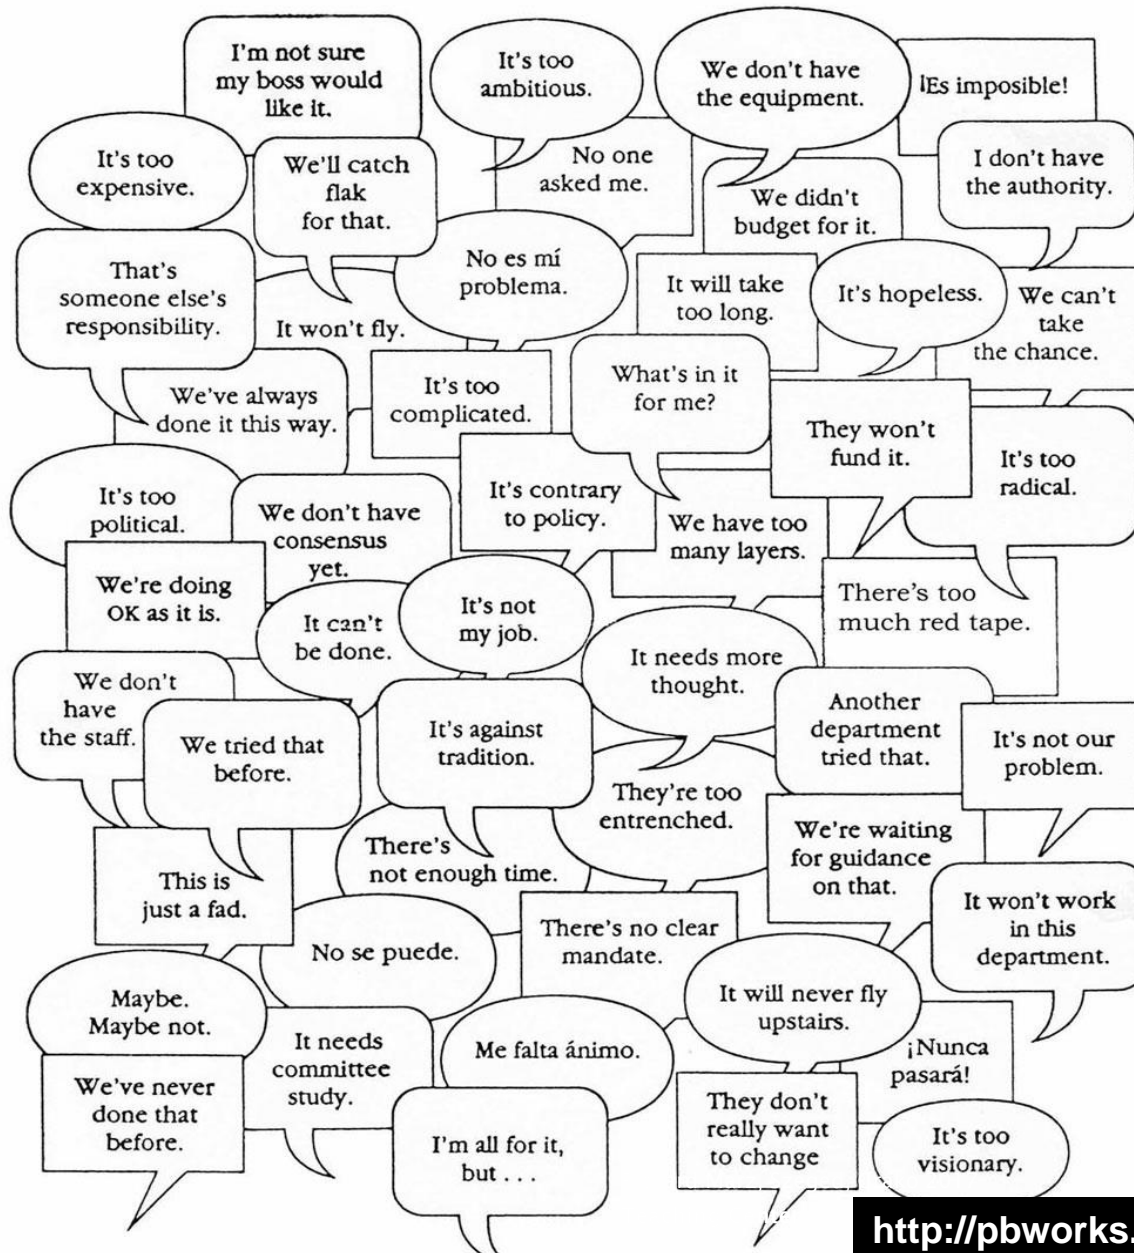 I'm not sure
my boss would
like it.
It's too
ambitious.
We don't have
the equipment.
¡Es imposible!
It's too
expensive.
We'll catch
flak
for that.
No one
asked me.
We didn't
budget for it.
I don't have
the authority.
That's
someone else's
responsibility.
It won't fly.
No es mí
problema.
It will take
too long.
It's hopeless.
We can't
take
the chance.
We've always
done it this way.
It's too
complicated.
What's in it
for me?
They won't
fund it.
It's too
radical.
It's too
political.
We don't have
consensus
yet.
It's contrary
to policy.
We have too
many layers.
We're doing
OK as it is.
It can't
be done.
It's not
my job.
It needs more
thought.
There's too
much red tape.
We don't
have
the staff.
We tried that
before.
It's against
tradition.
Another
department
tried that.
It's not our
problem.
They're too
entrenched.
There's
not enough time.
We're waiting
for guidance
on that.
This is
just a fad.
It won't work
in this
department.
No se puede.
There's no clear
mandate.
Maybe.
Maybe not.
It will never fly
upstairs.
It needs
committee
study.
Me falta ánimo.
¡Nunca
pasará!
We've never
done that
before.
I'm all for it,
but . . .
They don't
really want
to change
It's too
visionary.
http://pbworks.